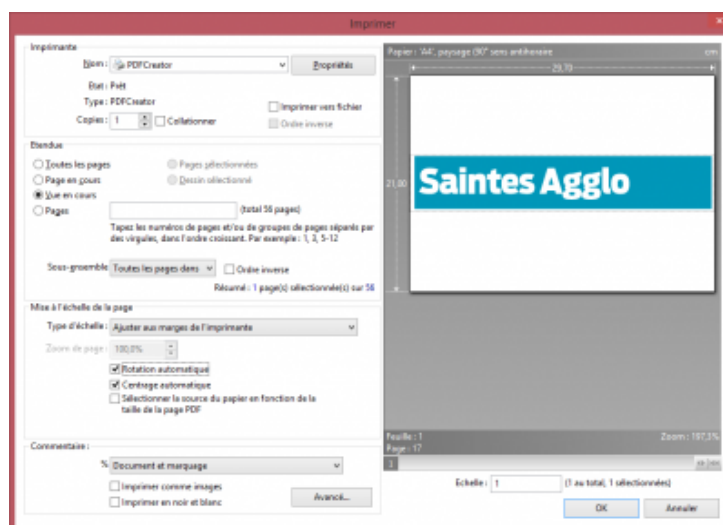 Imprimer
Imprimante
Nom : PDFCreator
Propriétés
Etat : Prêt
Type : PDFCreator
Imprimer vers fichier
Copies : 1
Collationner
Ordre inverse
Etendue
Toutes les pages
Pages sélectionnées
Page en cours
Dessin sélectionné
Vue en cours
Pages
(total 56 pages)
Tapez les numéros de pages et/ou de groupes de pages séparés par
des virgules, dans l'ordre croissant. Par exemple : 1, 3, 5-12
Sous-ensemble
Toutes les pages dans
Ordre inverse
Résumé : 1 page(s) sélectionnée(s) sur 56
Mise à l'échelle de la page
Type d'échelle : Ajuster aux marges de l'imprimante
Zoom de page : 100,0%
Rotation automatique
Centrage automatique
Sélectionner la source du papier en fonction de la
taille de la page PDF
Commentaire :
% Document et marquage
Imprimer comme images
Imprimer en noir et blanc
Avancé...
Papier : 'A4', paysage (90° sens antihoraire
cm
29,70
21,00
Saintes Agglo
Feuille : 1
Zoom : 197,3%
Page : 17
1
Echelle : 1
(1 au total, 1 sélectionnées)
OK
Annuler